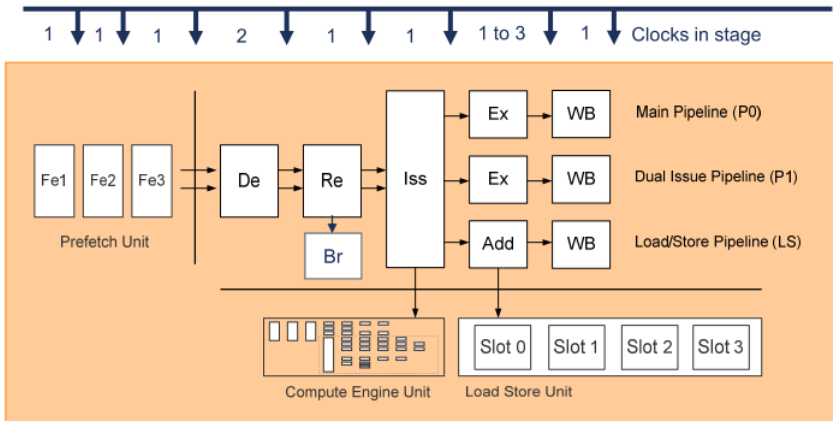 1 1 1 2 1 1 1 to 3 1 Clocks in stage
Ex WB Main Pipeline (P0)
Fe1 Fe2 Fe3 De Re Iss Ex WB Dual Issue Pipeline (P1)
Prefetch Unit Br Add WB Load/Store Pipeline (LS)
Slot 0 Slot 1 Slot 2 Slot 3
Compute Engine Unit Load Store Unit